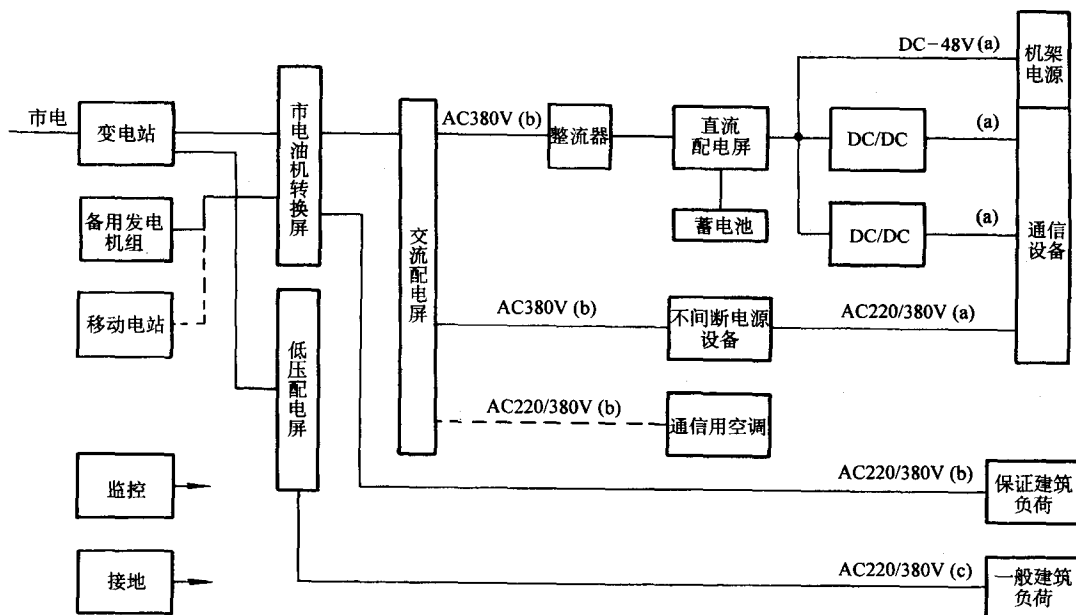 市电
变电站
备用发电
机组
移动电站
监控
接地
市电油机转换屏
低压配电屏
交流配电屏
AC380V (b)
整流器
直流
配电屏
蓄电池
DC-48V (a)
DC/DC
(a)
DC/DC
(a)
机架
电源
通信
设备
AC380V (b)
不间断电源
设备
AC220/380V (a)
AC220/380V (b)
通信用空调
AC220/380V (b)
保证建筑
负荷
AC220/380V (c)
一般建筑
负荷